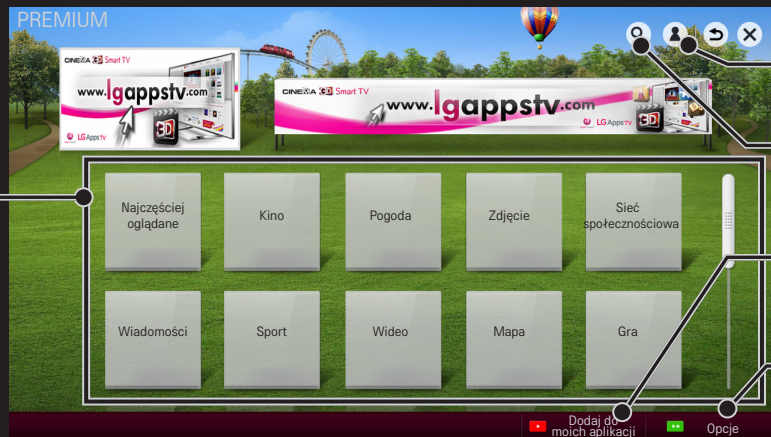 PREMIUM
CINEMA 3D Smart TV
www.lgappstv.com
3D
LG Apps TV
CINEMA 3D Smart TV
www.lgappstv.com
LG Apps TV
3D
Najczęściej
oglądane
Kino
Pogoda
Zdjęcie
Sieć
społecznościowa
Wiadomości
Sport
Wideo
Mapa
Gra
Dodaj do
moich aplikacji
Opcje